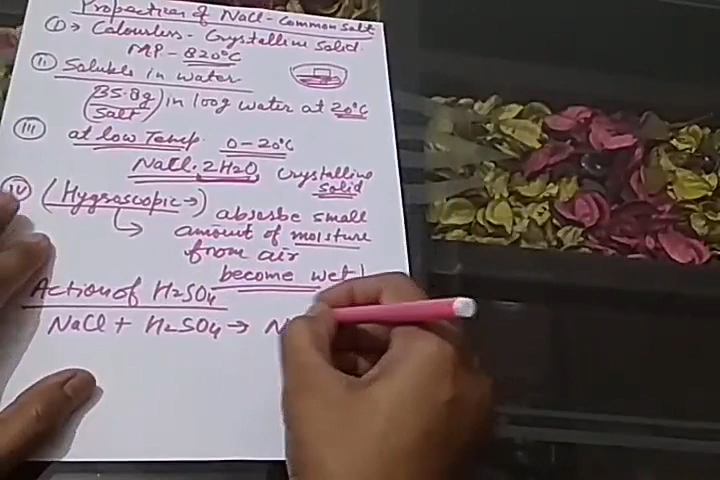 Properties of NaCl - Common Salt
(i) → Colourless - Crystalline Solid.
MP - 820°C
(ii) Soluble in water
(35.8g Salt) in 100g water at 20°C
(iii) at low Temp 0-20°C
NaCl·2H2O, Crystalline Solid
(iv) (Hygroscopic →) absorbe small
amount of moisture
from air
become wet
Action of H2SO4
NaCl + H2SO4 → N